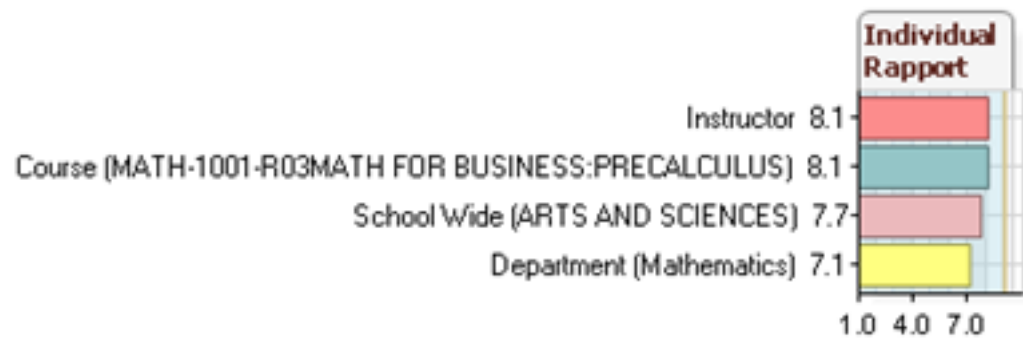 Individual
Rapport
Instructor 8.1
Course (MATH-1001-R03MATH FOR BUSINESS:PRECALCULUS) 8.1
School Wide (ARTS AND SCIENCES) 7.7
Department (Mathematics) 7.1
1.0 4.0 7.0